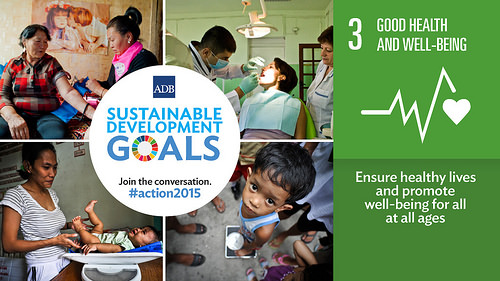 ADB
SUSTAINABLE
DEVELOPMENT
GOALS
Join the conversation.
#action2015
3 GOOD HEALTH
AND WELL-BEING
Ensure healthy lives
and promote
well-being for all
at all ages